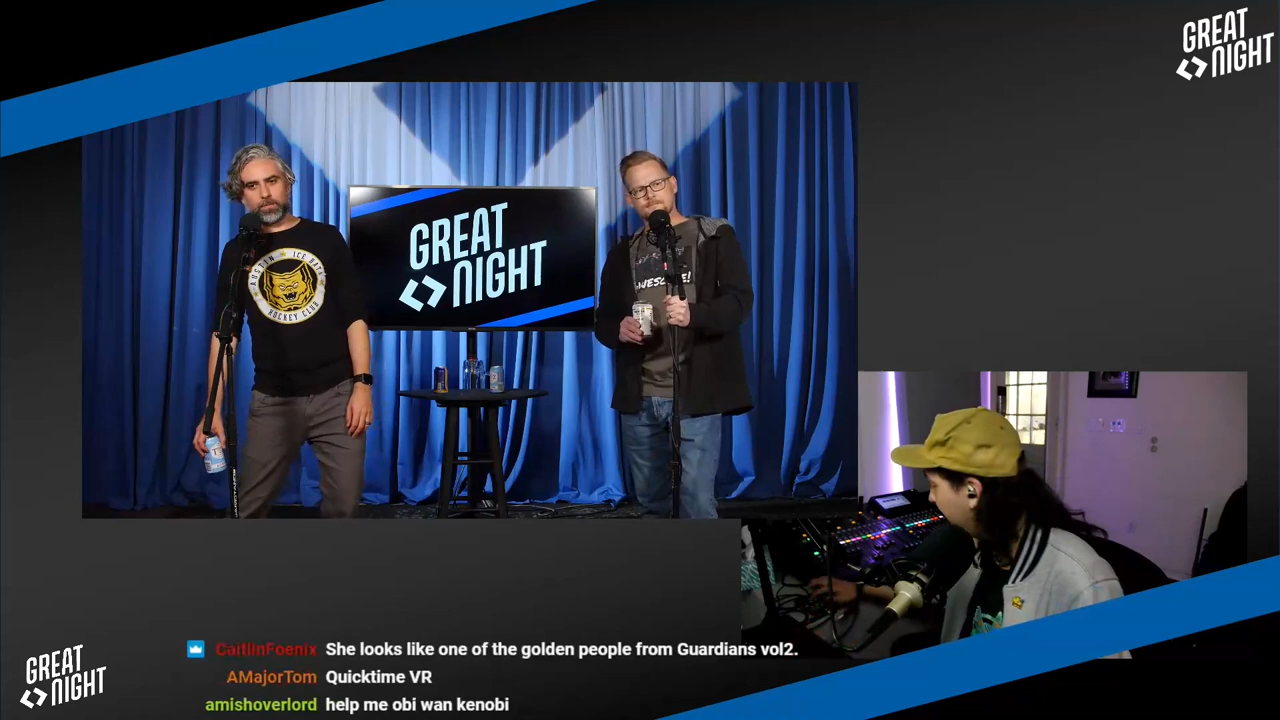 GREAT
NIGHT
GREAT
NIGHT
AUSTIN ICE BATS
HOCKEY CLUB
AWESOME!
CaitlinFoenix She looks like one of the golden people from Guardians vol2.
AMajorTom Quicktime VR
amishoverlord help me obi wan kenobi
GREAT
NIGHT